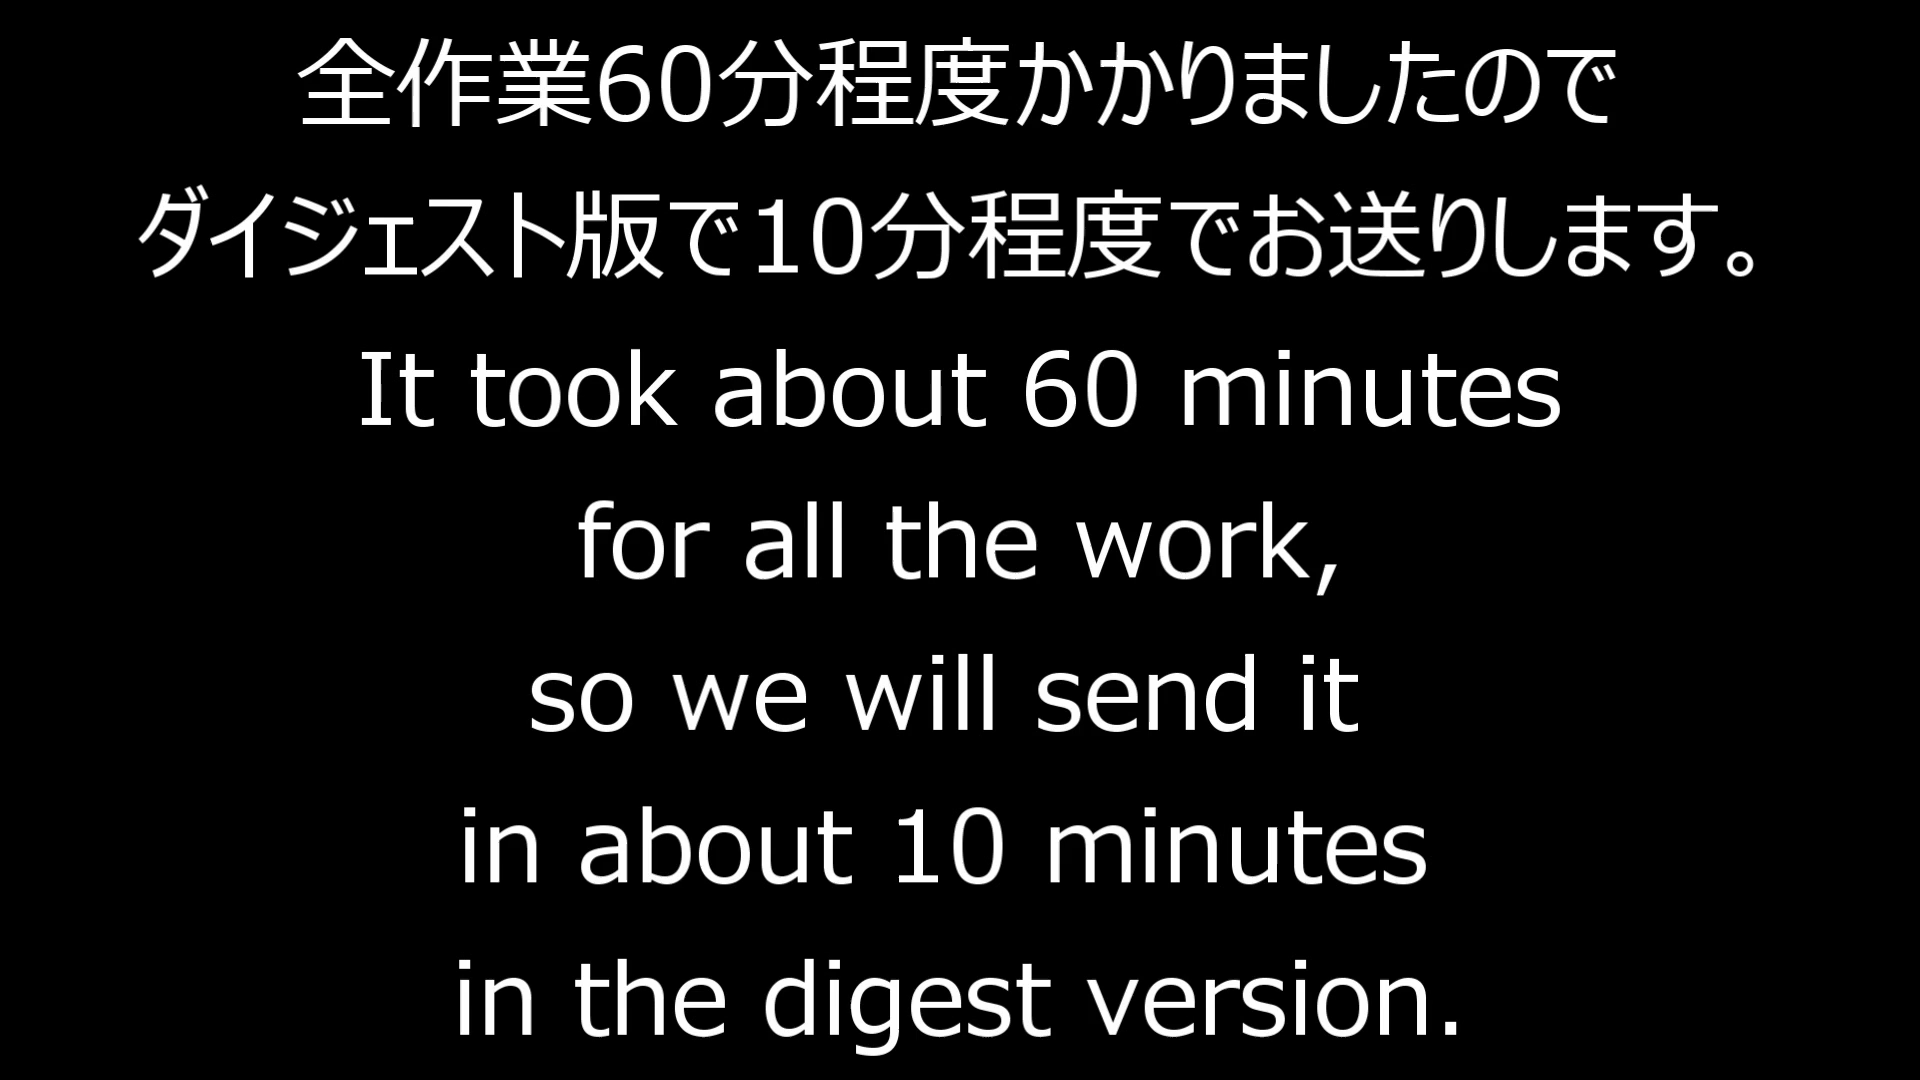 全作業60分程度かかりましたので
ダイジェスト版で10分程度でお送りします。
It took about 60 minutes
for all the work,
so we will send it
in about 10 minutes
in the digest version.